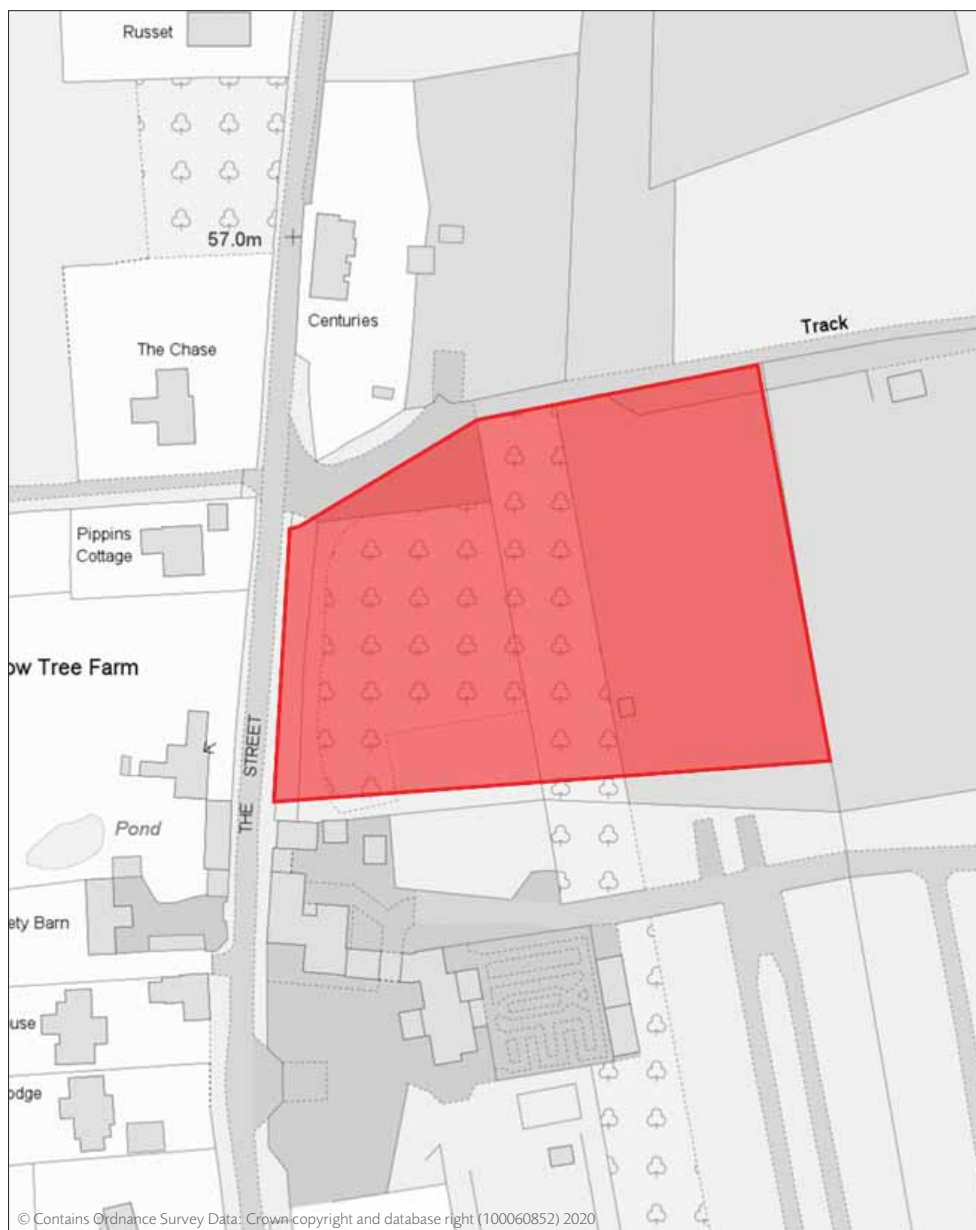 Russet
57.0m
Centuries
The Chase
Track
Pippins
Cottage
ow Tree Farm
THE STREET
Pond
ety Barn
use
odge
© Contains Ordnance Survey Data: Crown copyright and database right (100060852) 2020